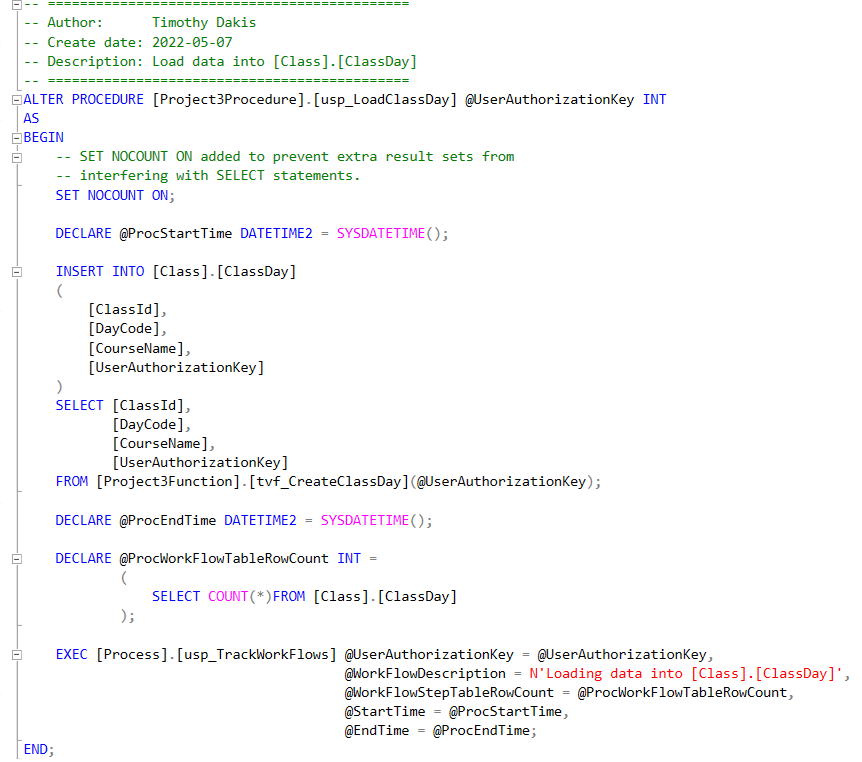 -- =============================================
-- Author:      Timothy Dakis
-- Create date: 2022-05-07
-- Description: Load data into [Class].[ClassDay]
-- =============================================
ALTER PROCEDURE [Project3Procedure].[usp_LoadClassDay] @UserAuthorizationKey INT
AS
BEGIN
    -- SET NOCOUNT ON added to prevent extra result sets from
    -- interfering with SELECT statements.
    SET NOCOUNT ON;

    DECLARE @ProcStartTime DATETIME2 = SYSDATETIME();

    INSERT INTO [Class].[ClassDay]
    (
        [ClassId],
        [DayCode],
        [CourseName],
        [UserAuthorizationKey]
    )
    SELECT [ClassId],
           [DayCode],
           [CourseName],
           [UserAuthorizationKey]
    FROM [Project3Function].[tvf_CreateClassDay](@UserAuthorizationKey);

    DECLARE @ProcEndTime DATETIME2 = SYSDATETIME();

    DECLARE @ProcWorkFlowTableRowCount INT =
            (
                SELECT COUNT(*)FROM [Class].[ClassDay]
            );

    EXEC [Process].[usp_TrackWorkFlows] @UserAuthorizationKey = @UserAuthorizationKey,
                                        @WorkFlowDescription = N'Loading data into [Class].[ClassDay]',
                                        @WorkFlowStepTableRowCount = @ProcWorkFlowTableRowCount,
                                        @StartTime = @ProcStartTime,
                                        @EndTime = @ProcEndTime;
END;